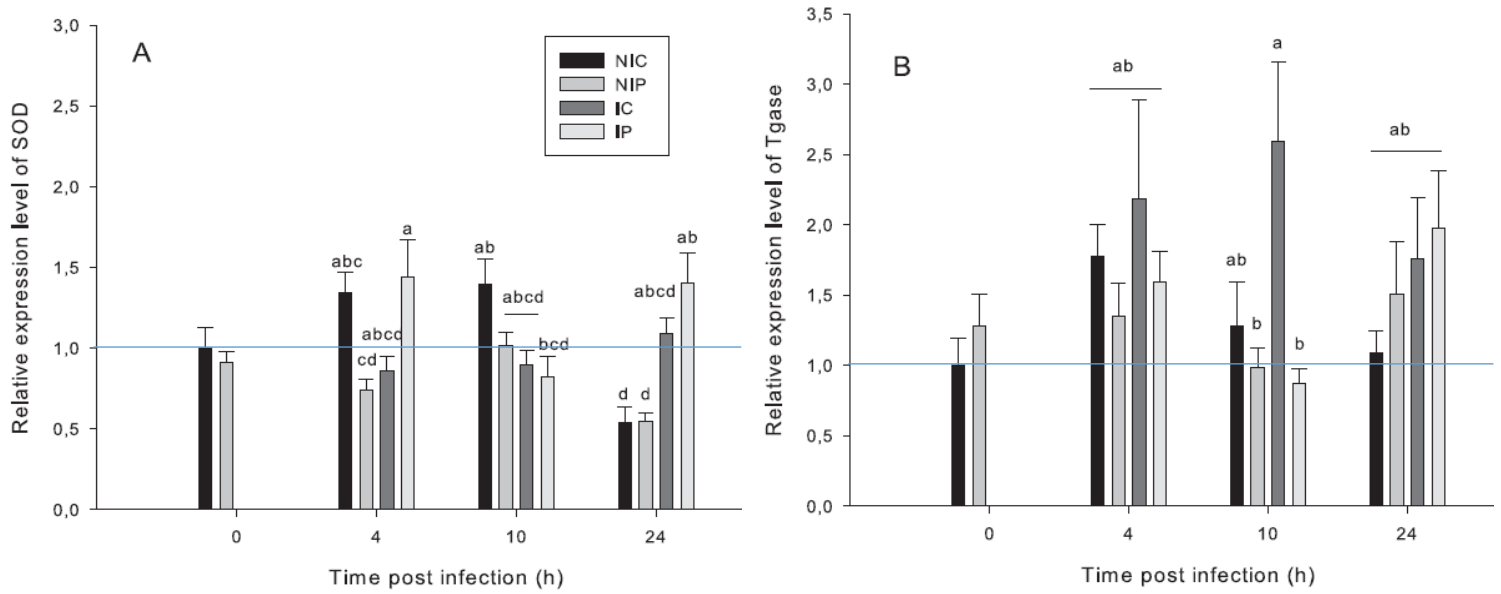 A
NIC
NIP
IC
IP
Relative expression level of SOD
3,0
2,5
2,0
1,5
1,0
0,5
0,0
abc
cd
abcd
a
ab
abcd
bcd
d
d
abcd
ab
0
4
10
24
Time post infection (h)
B
Relative expression level of Tgase
3,5
3,0
2,5
2,0
1,5
1,0
0,5
0,0
ab
ab
b
a
b
ab
0
4
10
24
Time post infection (h)